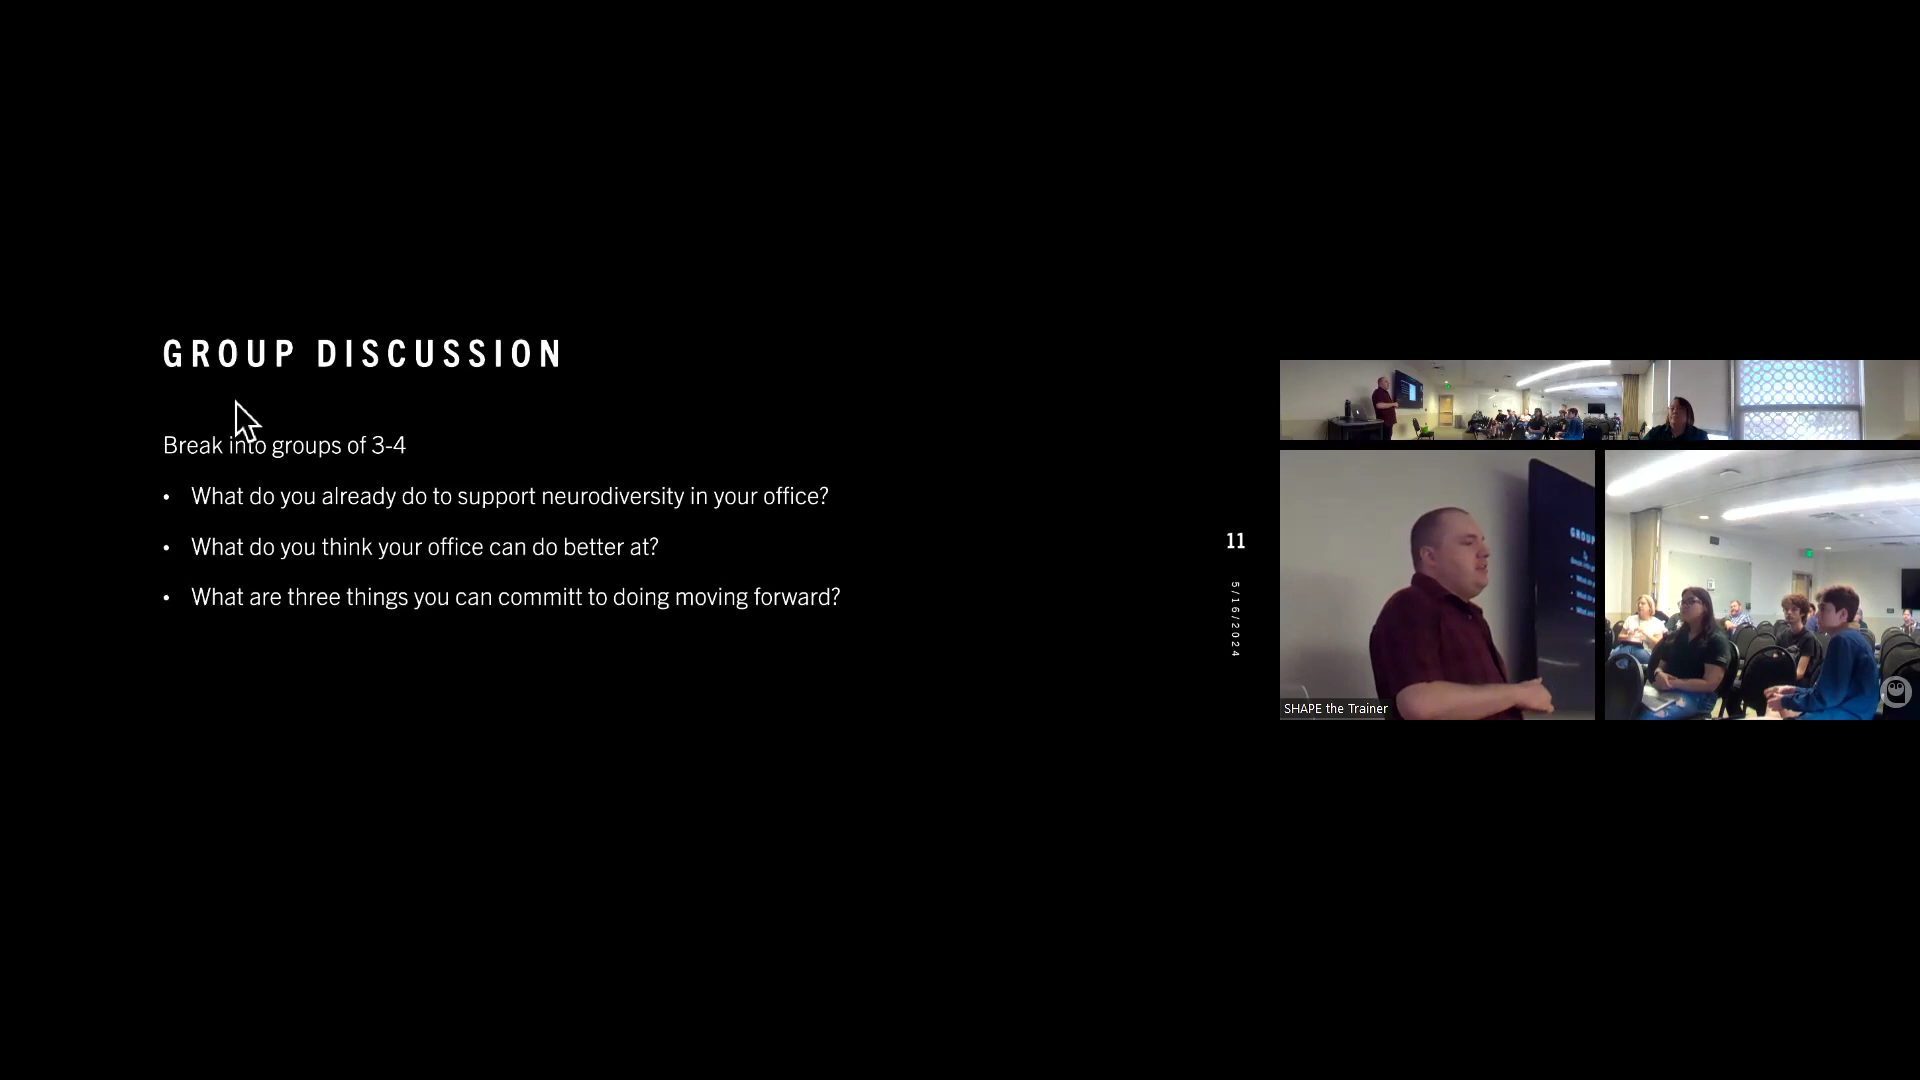 GROUP DISCUSSION
Break into groups of 3-4
• What do you already do to support neurodiversity in your office?
• What do you think your office can do better at?
• What are three things you can committ to doing moving forward?
11
5/16/2024
SHAPE the Trainer
GROUP